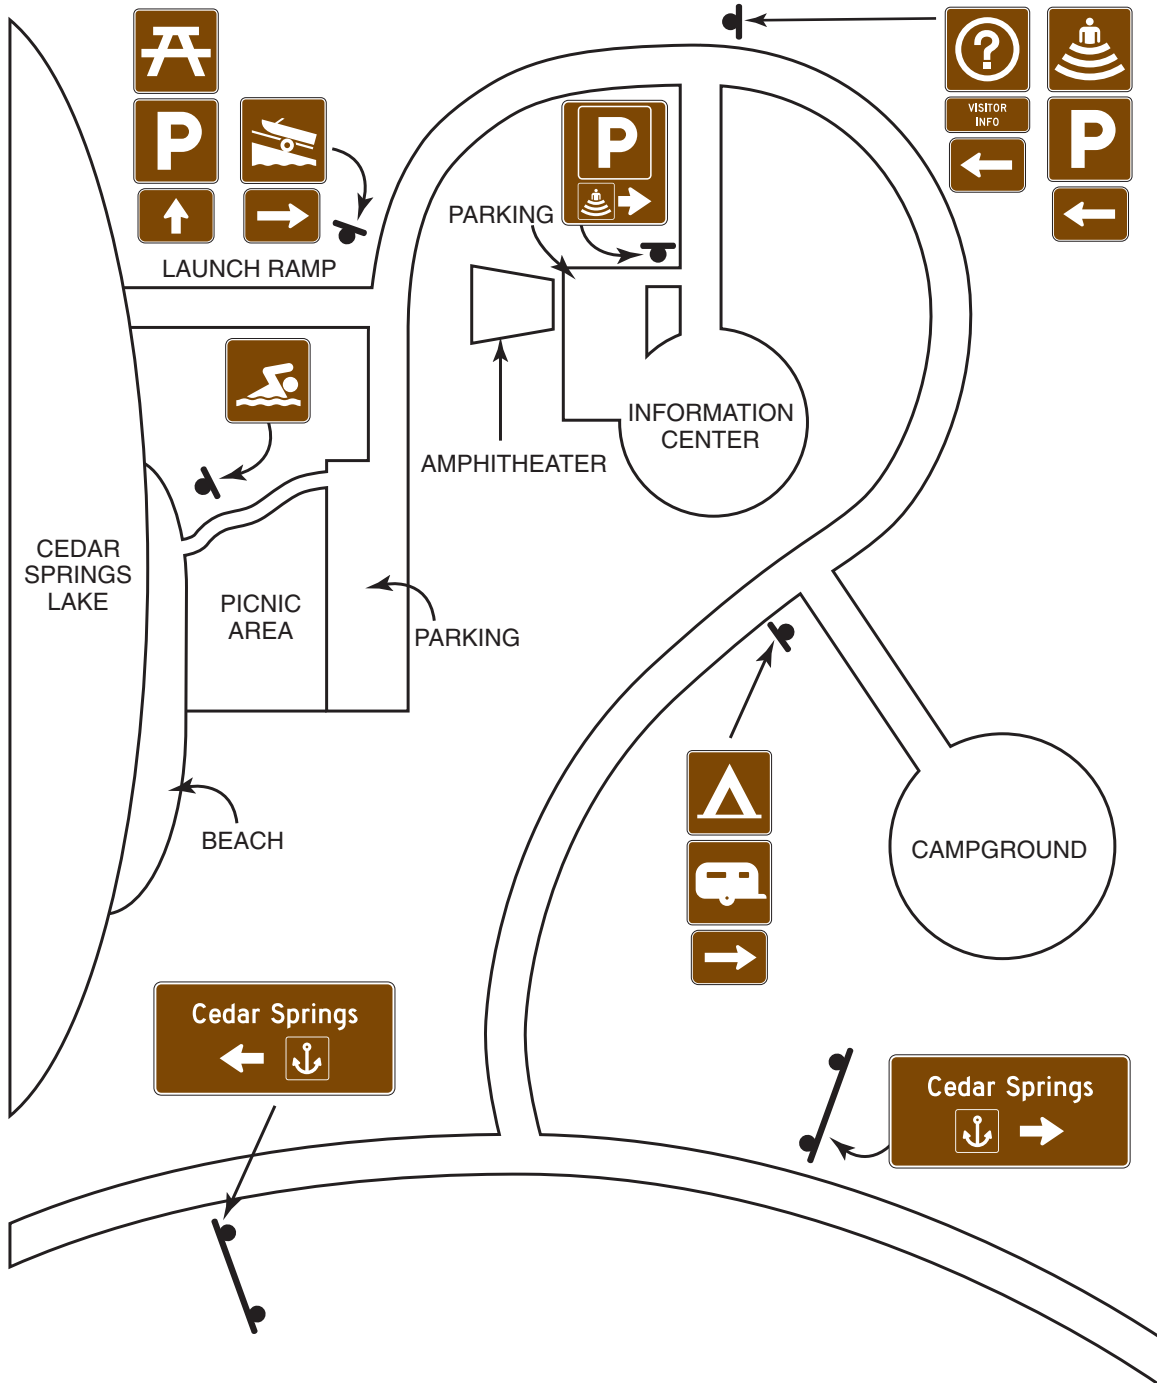 P
P
VISITOR
INFO
?
P
PARKING
LAUNCH RAMP
INFORMATION
CENTER
AMPHITHEATER
CEDAR
SPRINGS
LAKE
PICNIC
AREA
PARKING
BEACH
CAMPGROUND
Cedar Springs
Cedar Springs